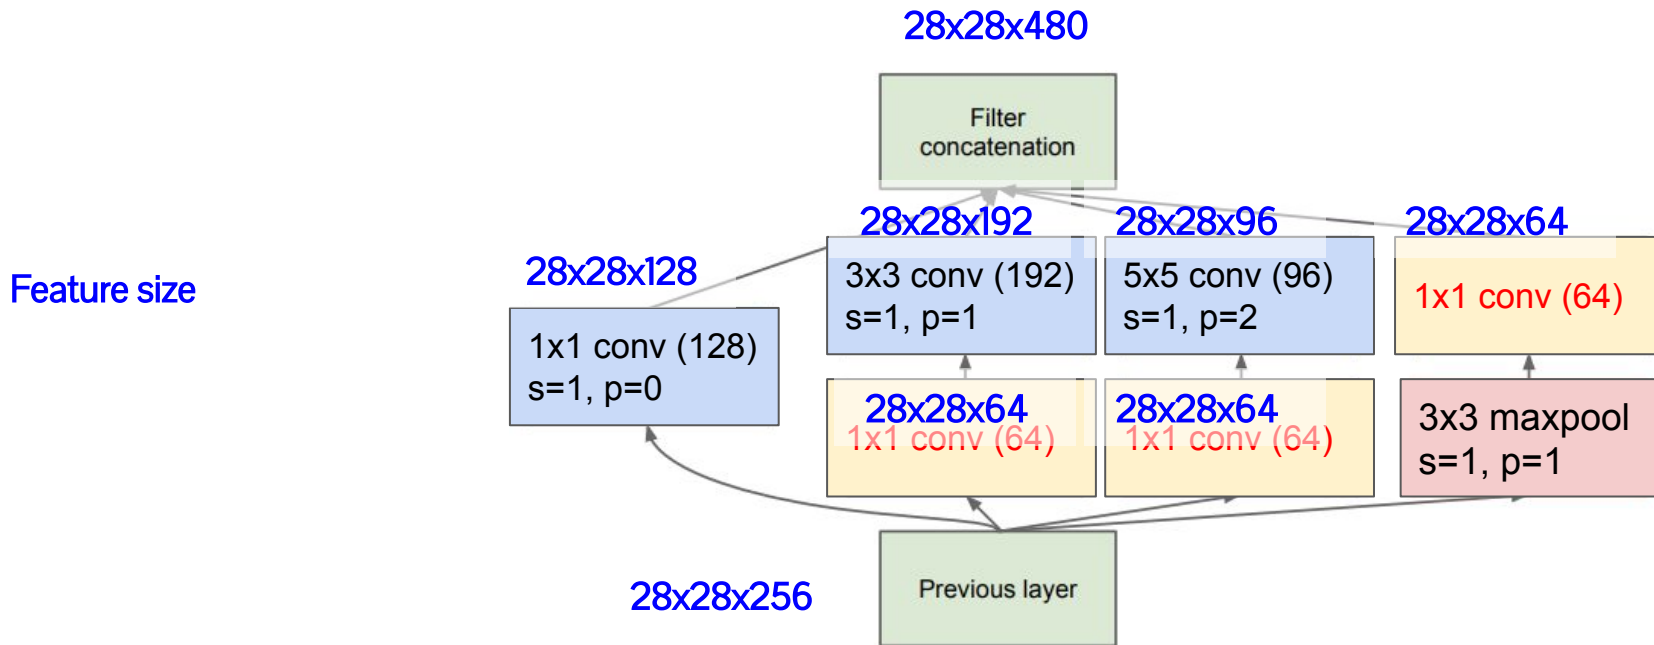 28x28x480
Filter
concatenation
28x28x192
28x28x96
28x28x64
Feature size
28x28x128
3x3 conv (192)
s=1, p=1
5x5 conv (96)
s=1, p=2
1x1 conv (64)
1x1 conv (128)
s=1, p=0
28x28x64
1x1 conv (64)
28x28x64
1x1 conv (64)
3x3 maxpool
s=1, p=1
28x28x256
Previous layer